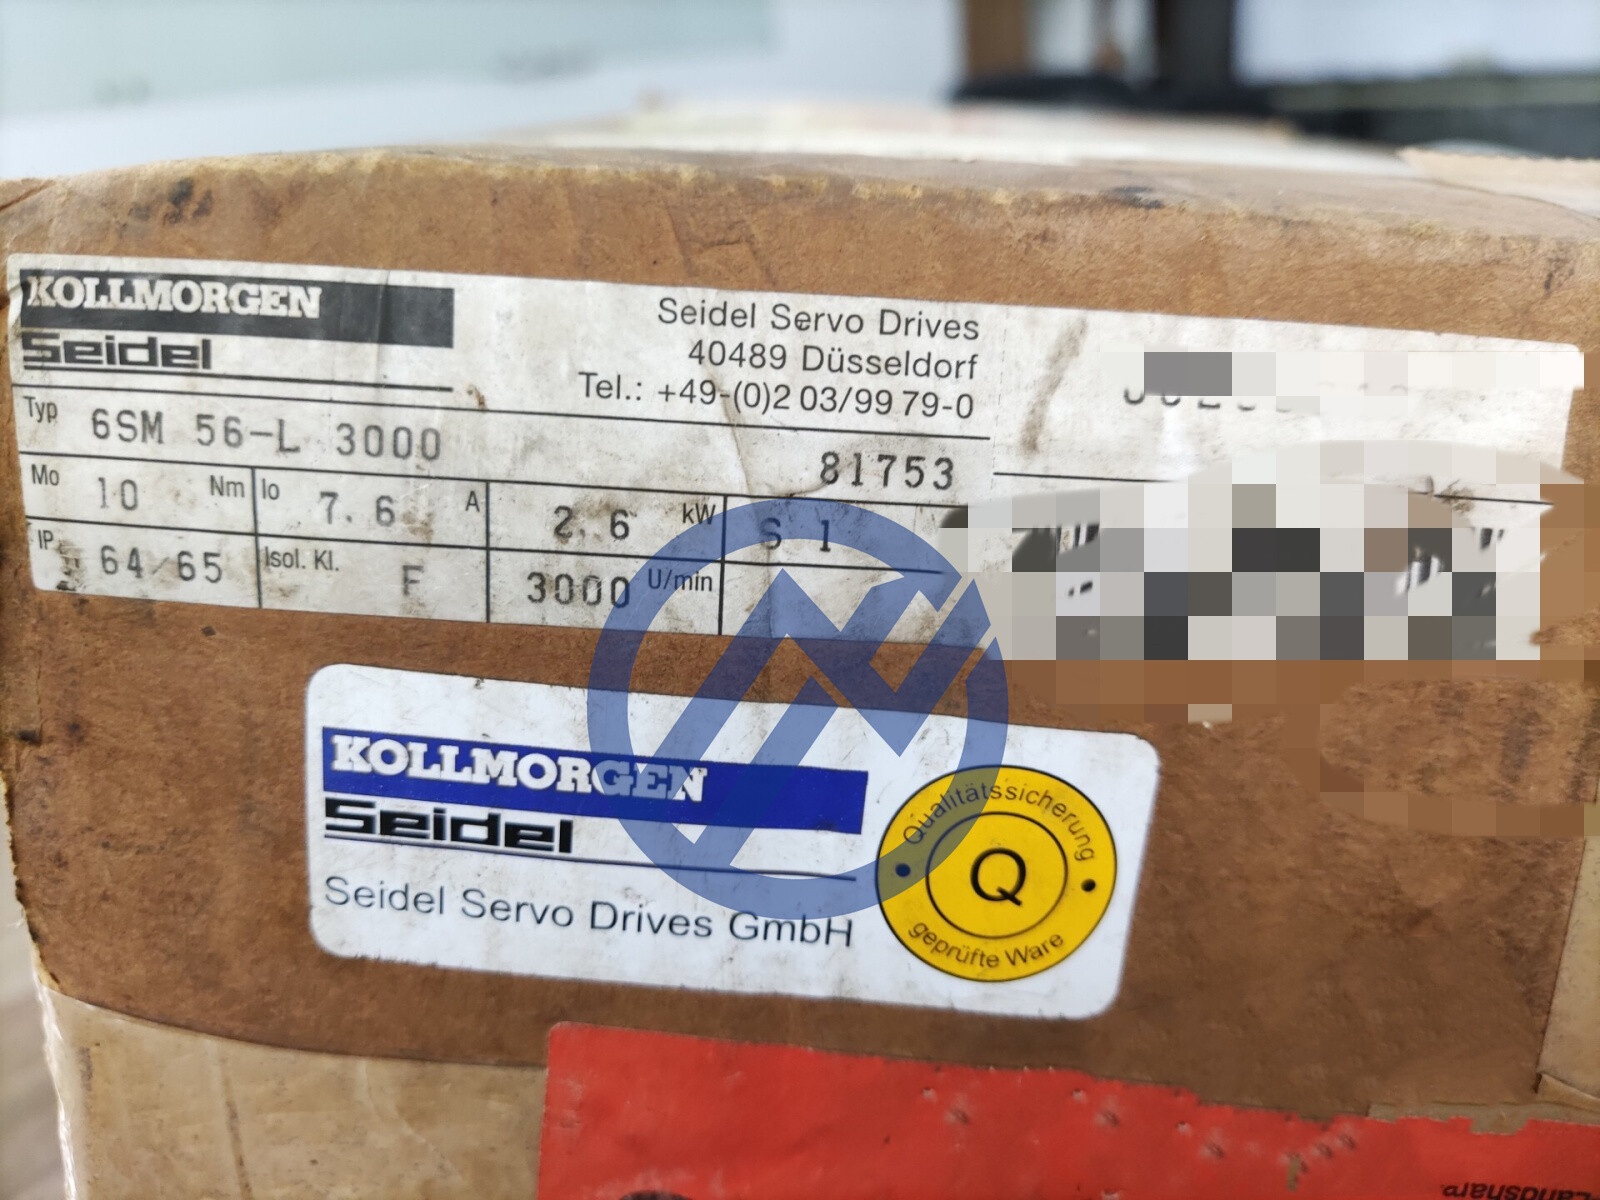 KOLLMORGEN
Seidel
Seidel Servo Drives
40489 Düsseldorf
Tel.: +49-(0)2 03/99 79-0
Typ 6SM 56-L 3000 81753
Mo 10 Nm Io 7.6 A 2.6 kW S 1
IP 64/65 Isol. Kl. F 3000 U/min
KOLLMORGEN
Seidel
Seidel Servo Drives GmbH
Qualitätssicherung
Q
geprüfte Ware
Landshare